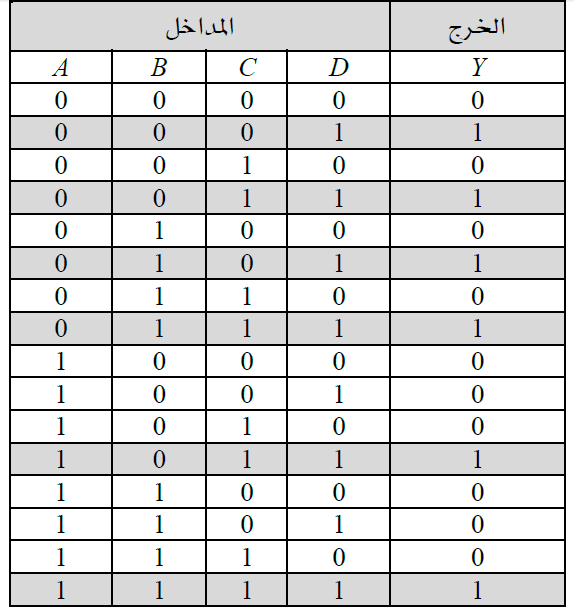 المداخل الخرج
A B C D Y
0 0 0 0 0
0 0 0 1 1
0 0 1 0 0
0 0 1 1 1
0 1 0 0 0
0 1 0 1 1
0 1 1 0 0
0 1 1 1 1
1 0 0 0 0
1 0 0 1 0
1 0 1 0 0
1 0 1 1 1
1 1 0 0 0
1 1 0 1 0
1 1 1 0 0
1 1 1 1 1